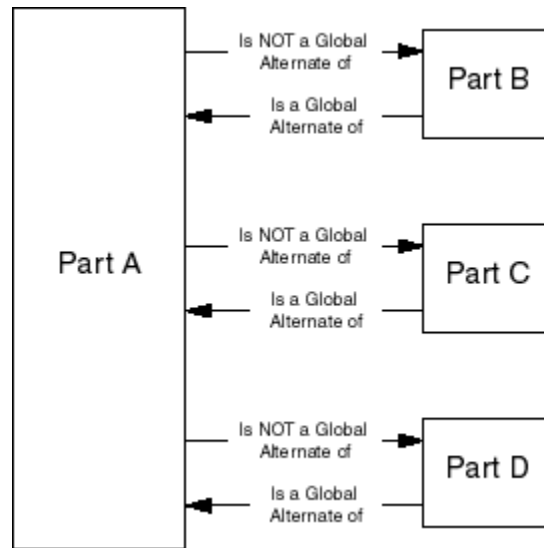 Is NOT a Global
Alternate of
Part B
Is a Global
Alternate of
Part A
Is NOT a Global
Alternate of
Part C
Is a Global
Alternate of
Is NOT a Global
Alternate of
Part D
Is a Global
Alternate of